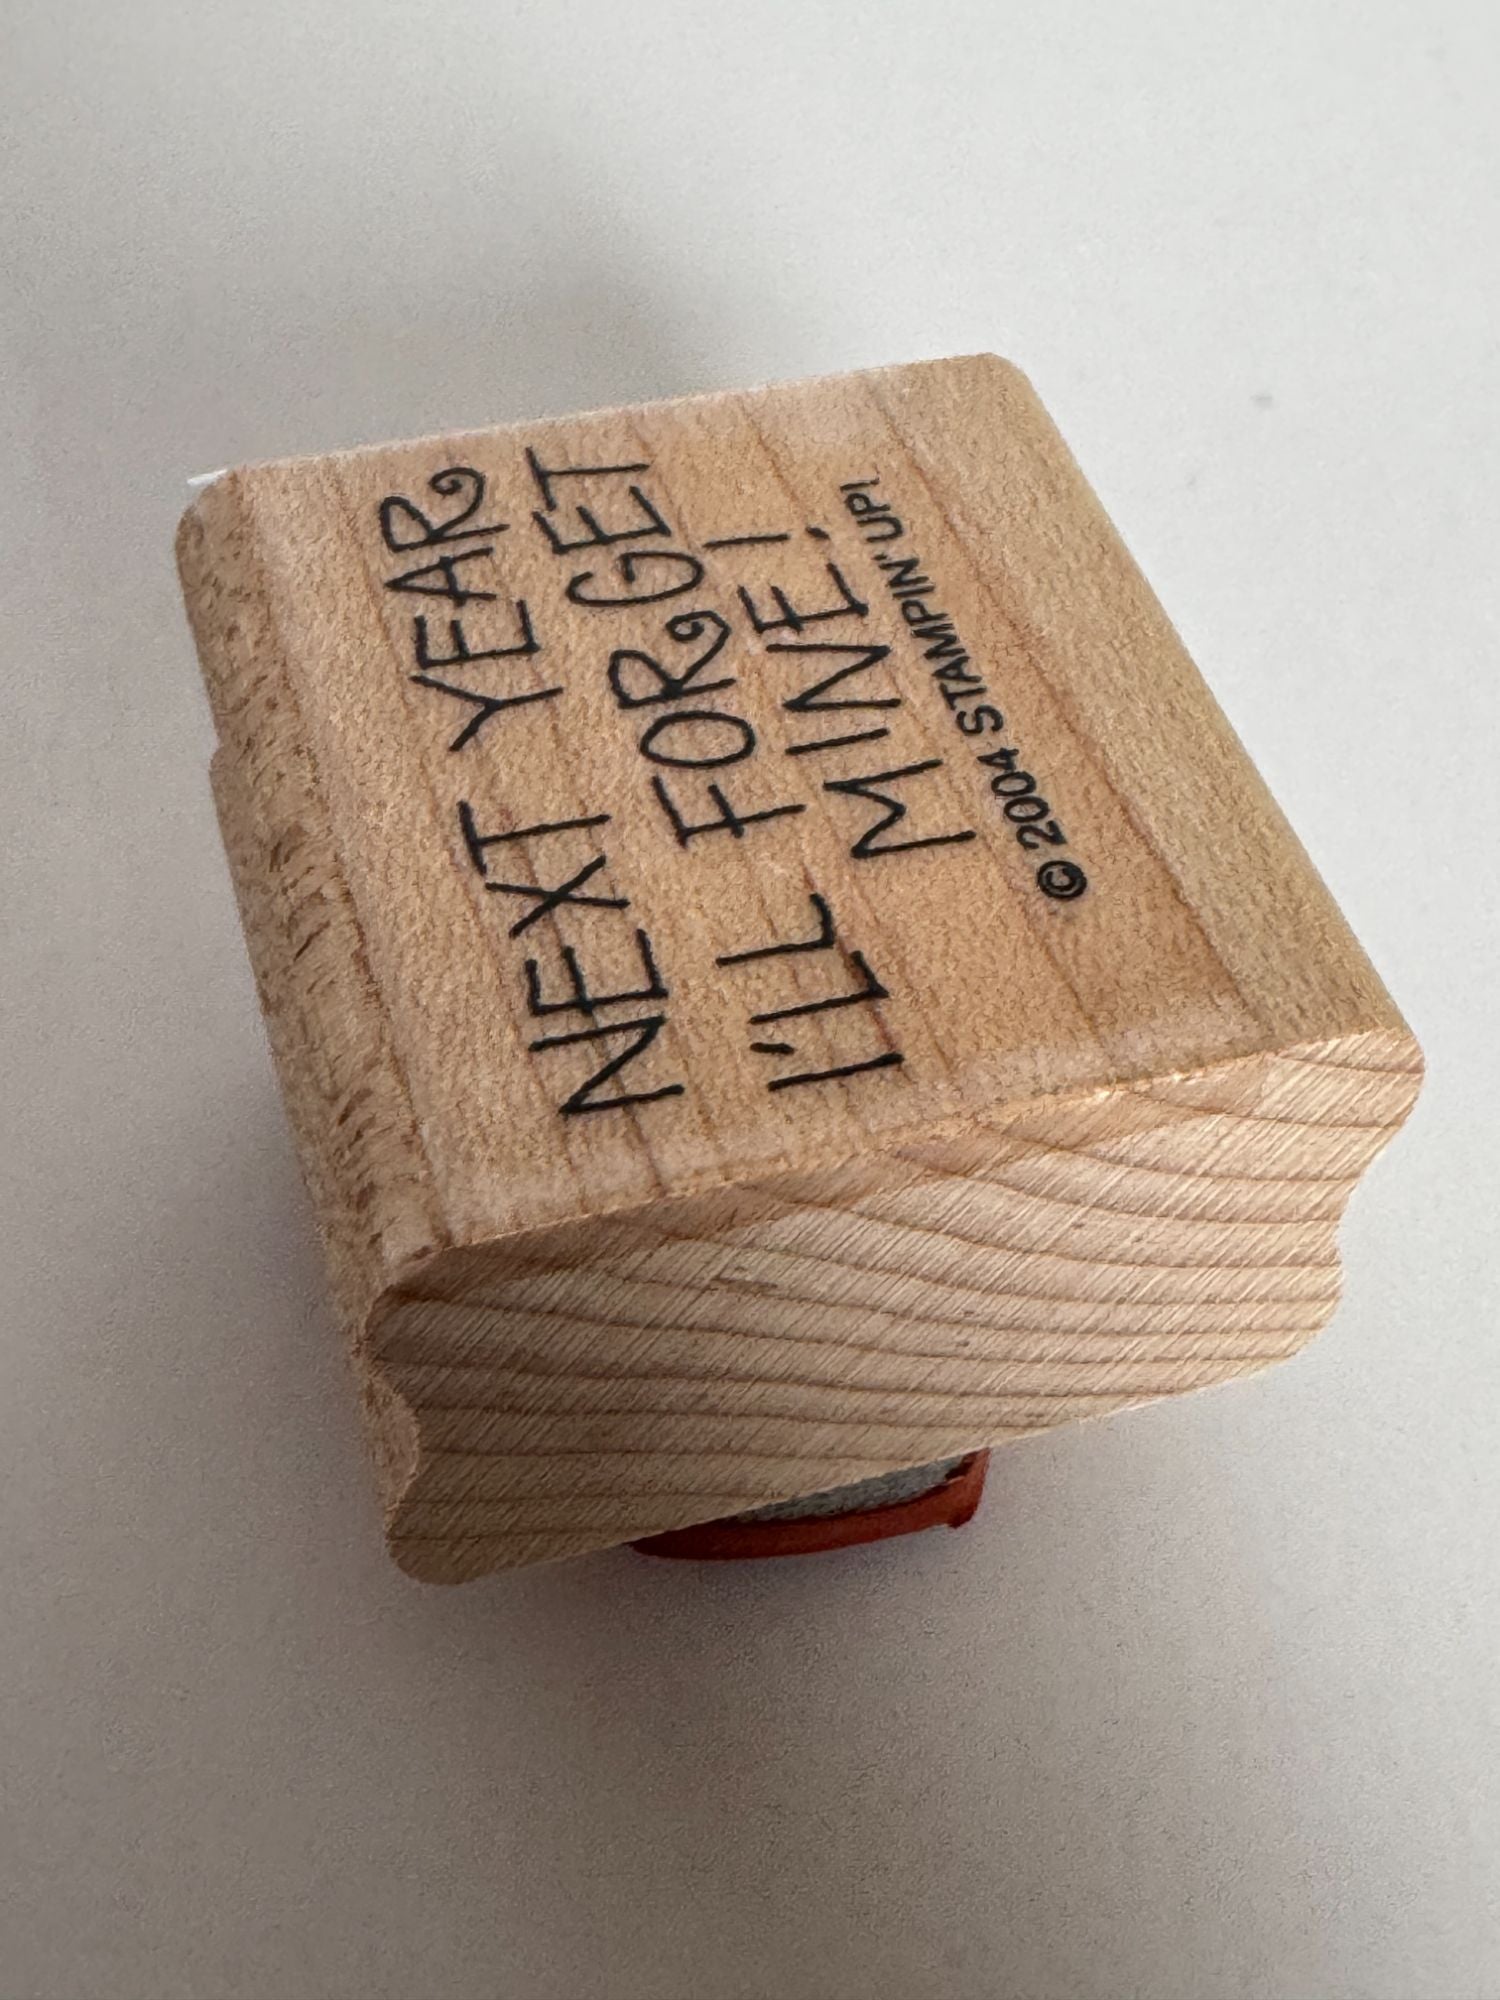 NEXT YEAR
I'LL FORGET
MINE!
© 2004 STAMPIN' UP!